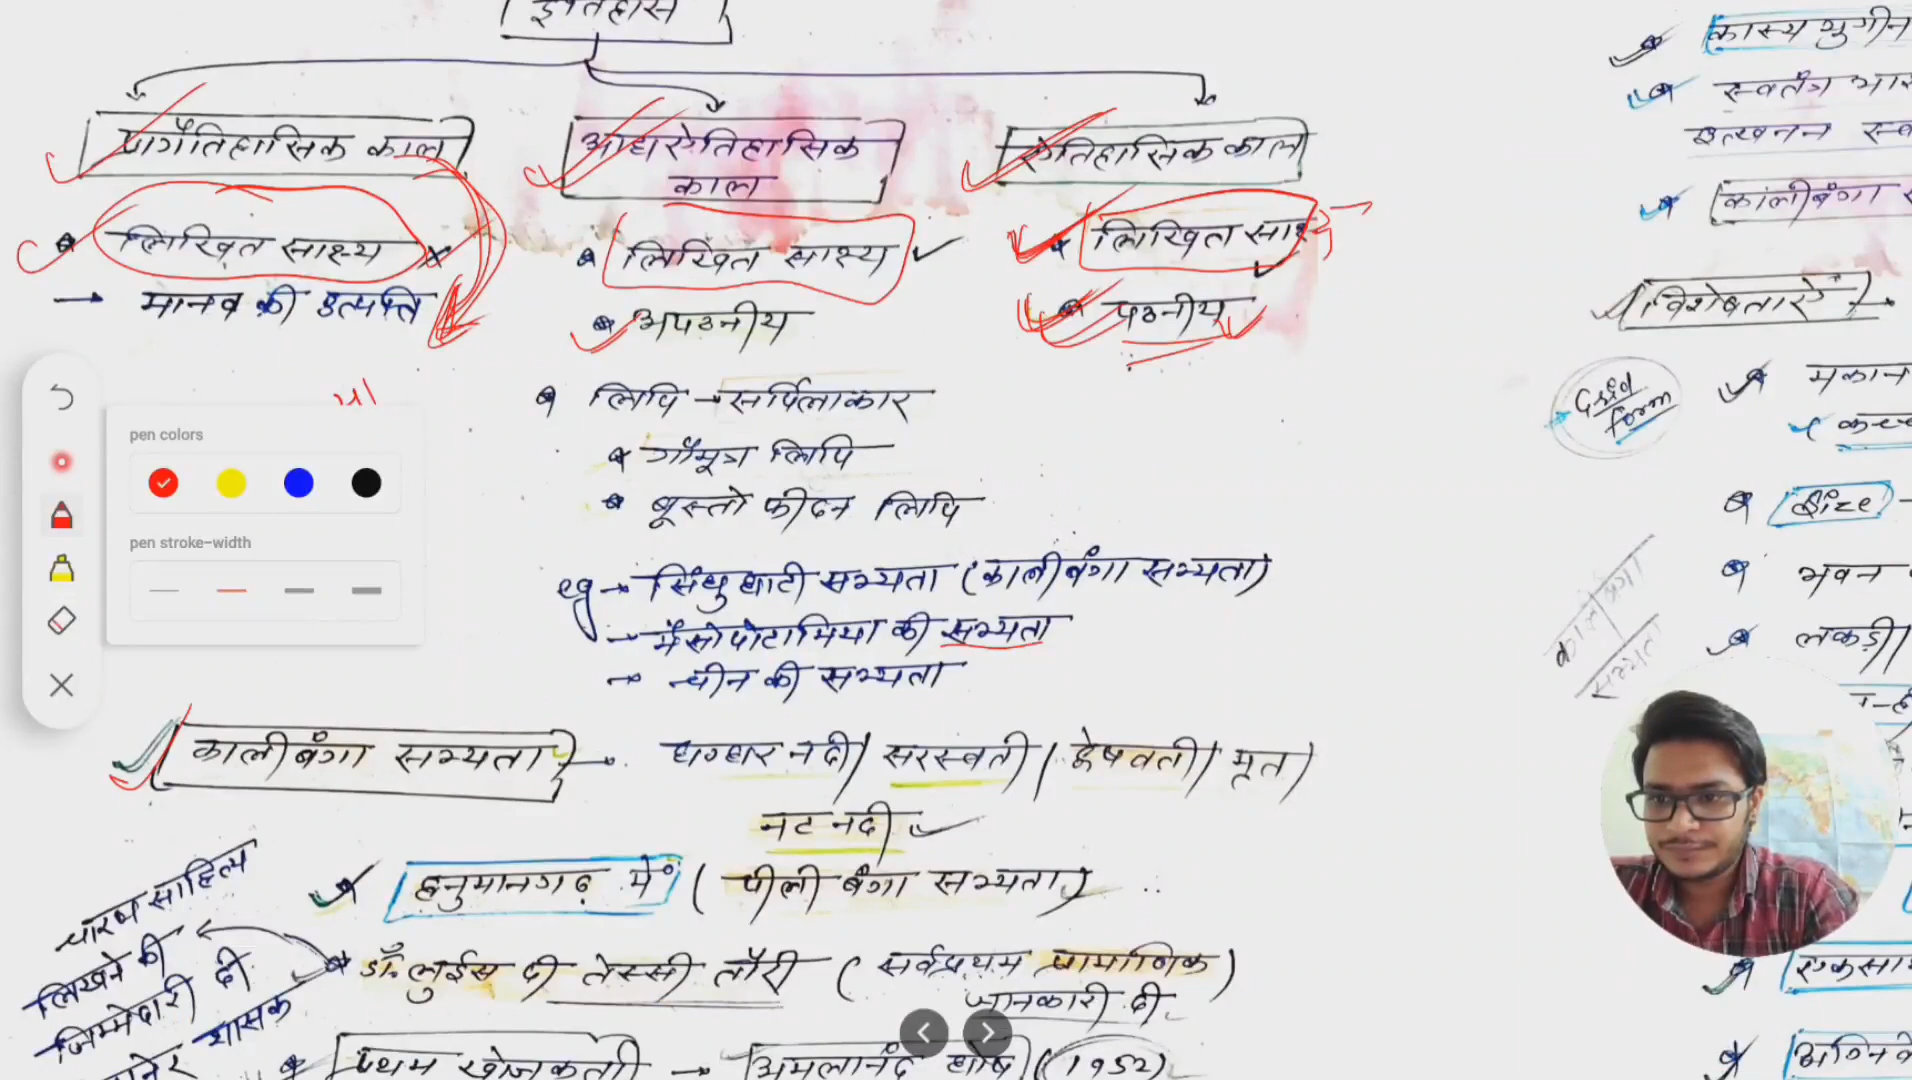 इतिहास
प्रागैतिहासिक काल
आद्यऐतिहासिक
काल
ऐतिहासिक काल
लिखित साक्ष्य ×
→ मानव की उत्पत्ति
लिखित साक्ष्य ✓
अपठनीय
लिखित साक्ष्य
पठनीय
लिपि → सर्पिलाकार
गौमूत्र लिपि
बूस्तो फीदन लिपि
eg → सिंधु घाटी सभ्यता (कालीबंगा सभ्यता)
→ मैसोपोटामिया की सभ्यता
→ चीन की सभ्यता
pen colors
pen stroke-width
कालीबंगा सभ्यता → घग्घार नदी/ सरस्वती/ द्वेषवती/ मृत/
नट नदी
हनुमानगढ़ में (पीली बंगा सभ्यता)
डॉ. लुईस दी तेस्सी तौरी (सर्वप्रथम प्रामाणिक
जानकारी दी
चारण साहित्य
लिखने की
जिम्मेदारी दी
शासक
प्रथम खोजकर्ता → अमलानंद घोष (1952)
कास्य युगीन
स्वतंत्र
उत्खनन
कालीबंगा
विशेषताऐं →
Grid
form
मकान
Size
भवन
लकड़ी/
काली बंगा
सभ्यता